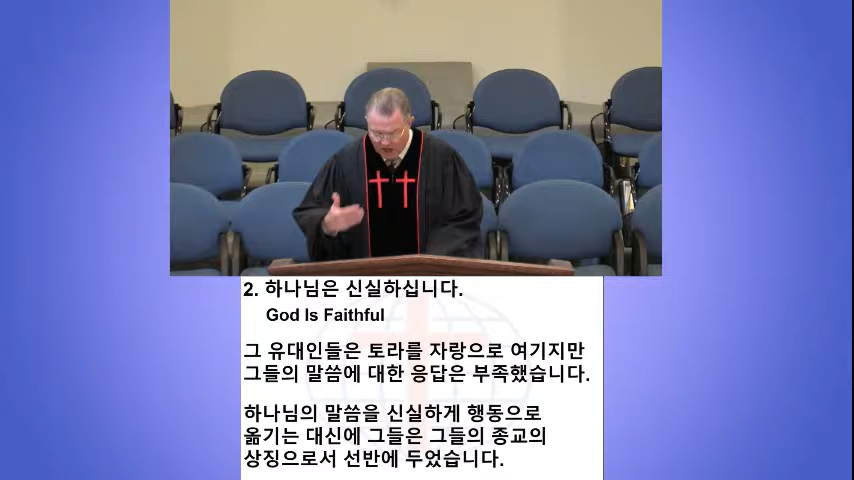 2. 하나님은 신실하십니다.
God Is Faithful
그 유대인들은 토라를 자랑으로 여기지만
그들의 말씀에 대한 응답은 부족했습니다.
하나님의 말씀을 신실하게 행동으로
옮기는 대신에 그들은 그들의 종교의
상징으로서 선반에 두었습니다.